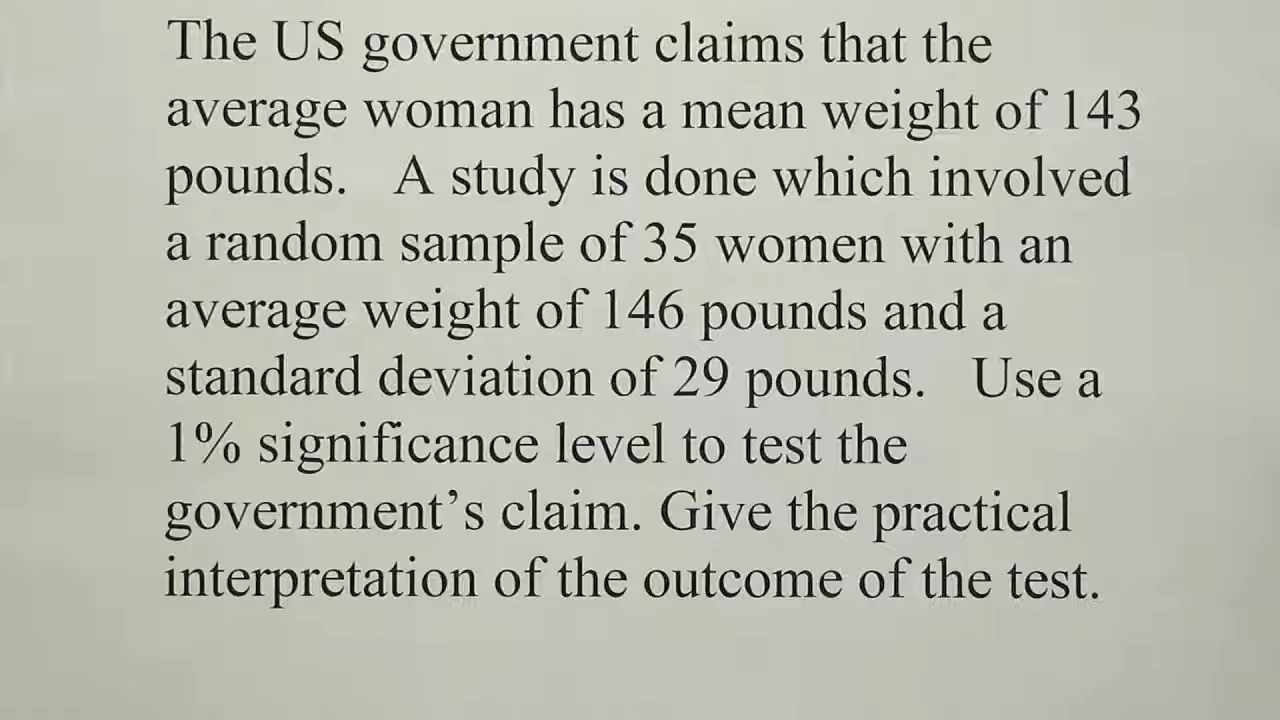 The US government claims that the
average woman has a mean weight of 143
pounds.   A study is done which involved
a random sample of 35 women with an
average weight of 146 pounds and a
standard deviation of 29 pounds.   Use a
1% significance level to test the
government’s claim. Give the practical
interpretation of the outcome of the test.